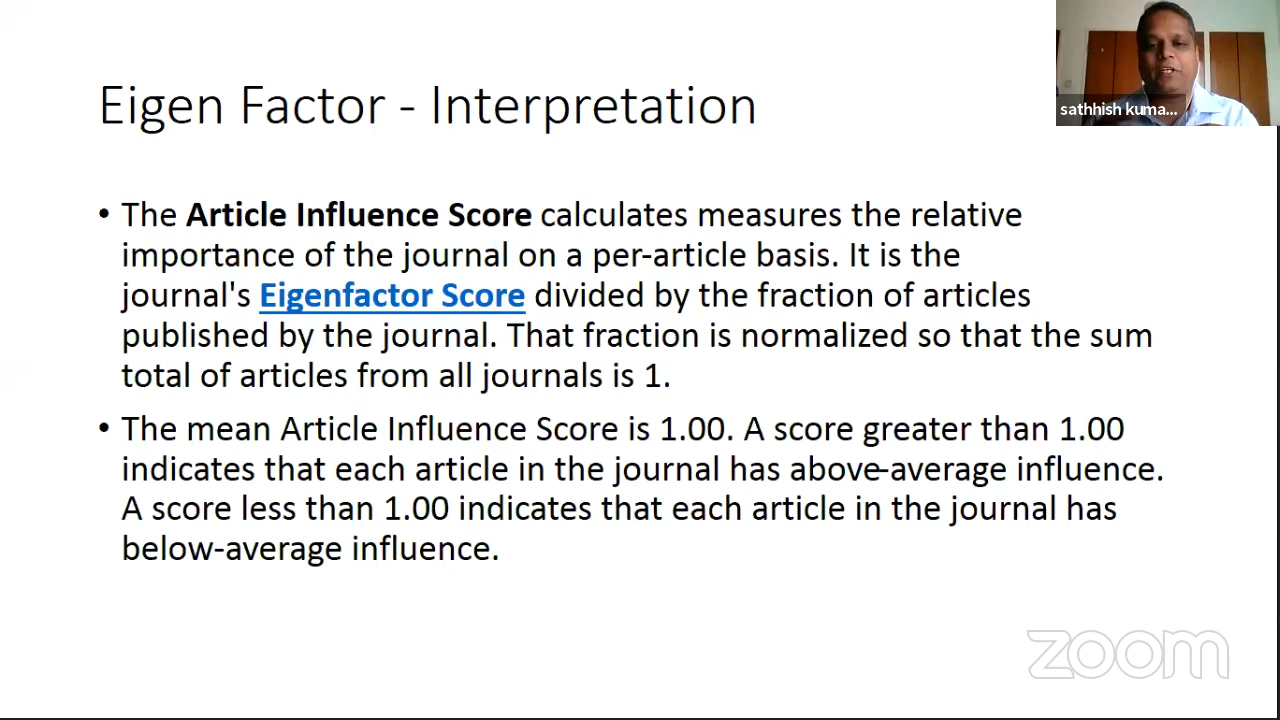 sathhish kuma...
Eigen Factor - Interpretation
• The Article Influence Score calculates measures the relative
importance of the journal on a per-article basis. It is the
journal's Eigenfactor Score divided by the fraction of articles
published by the journal. That fraction is normalized so that the sum
total of articles from all journals is 1.
• The mean Article Influence Score is 1.00. A score greater than 1.00
indicates that each article in the journal has above-average influence.
A score less than 1.00 indicates that each article in the journal has
below-average influence.
zoom